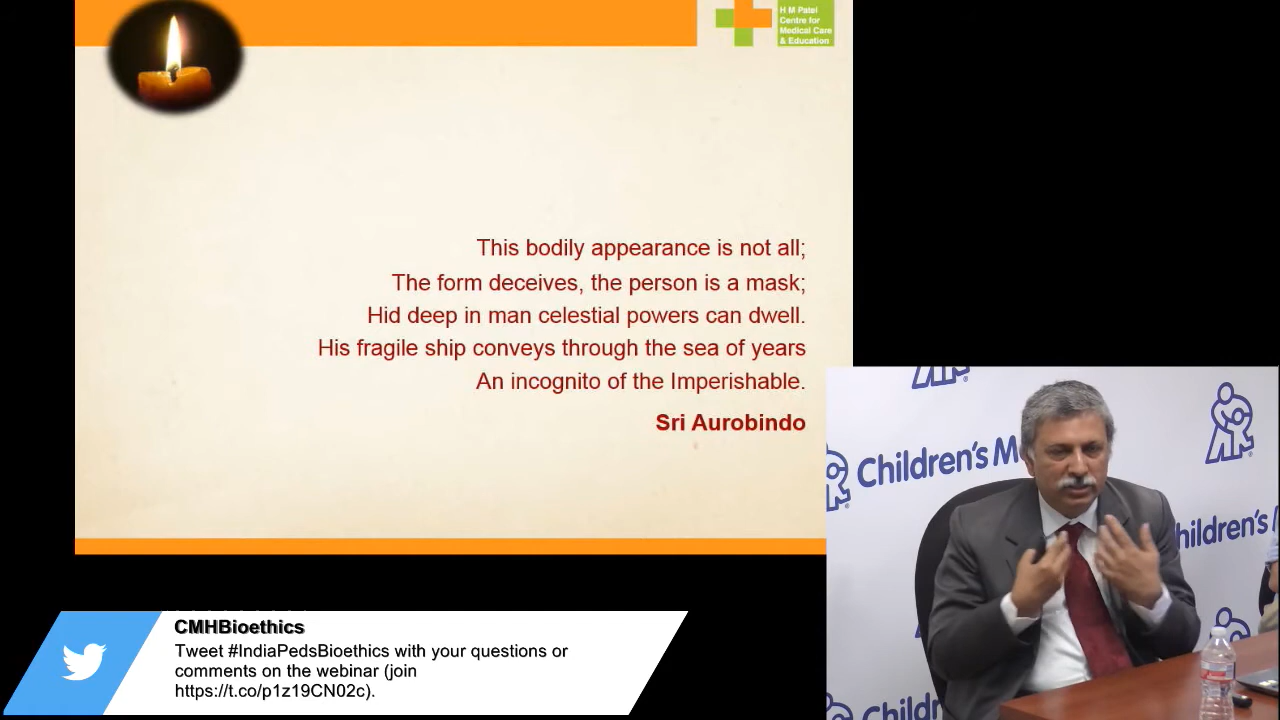 H M Patel
Centre for
Medical Care
& Education
This bodily appearance is not all;
The form deceives, the person is a mask;
Hid deep in man celestial powers can dwell.
His fragile ship conveys through the sea of years
An incognito of the Imperishable.
Sri Aurobindo
Children's M
hildren's
Childr
CMHBioethics
Tweet #IndiaPedsBioethics with your questions or
comments on the webinar (join
https://t.co/p1z19CN02c).